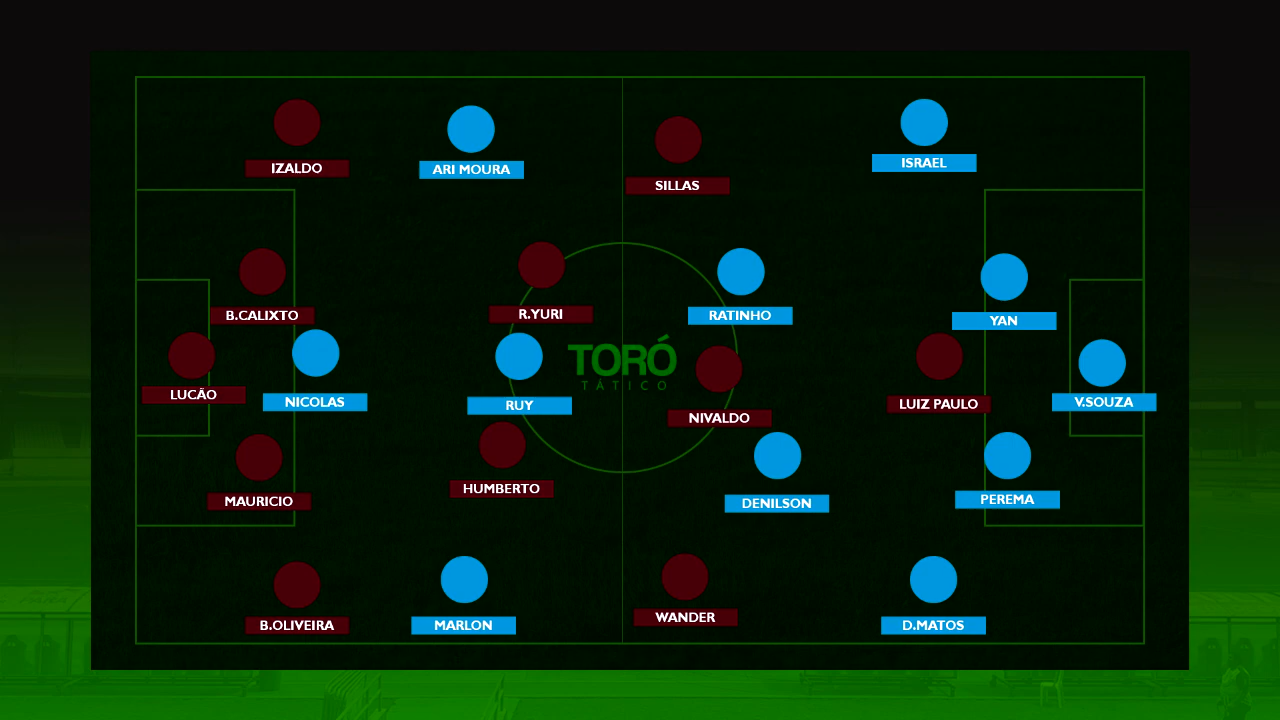 IZALDO
ARI MOURA
SILLAS
ISRAEL
B.CALIXTO
R.YURI
RATINHO
YAN
TORÓ
TÁTICO
LUCÃO
NICOLAS
RUY
NIVALDO
LUIZ PAULO
V.SOUZA
MAURICIO
HUMBERTO
DENILSON
PEREMA
B.OLIVEIRA
MARLON
WANDER
D.MATOS